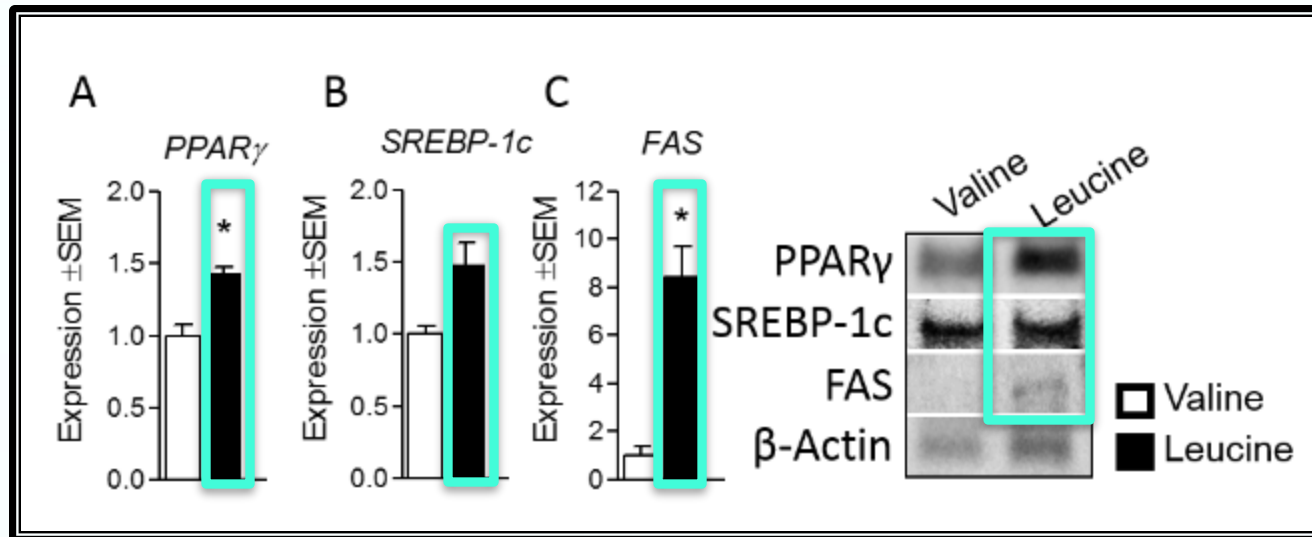 A
PPARγ
Expression ±SEM
2.0
*
1.5
1.0
0.5
0.0
B
SREBP-1c
Expression ±SEM
2.0
1.5
1.0
0.5
0.0
C
FAS
Expression ±SEM
12
*
10
8
6
4
2
0
Valine Leucine
PPARγ
SREBP-1c
FAS
β-Actin
Valine
Leucine